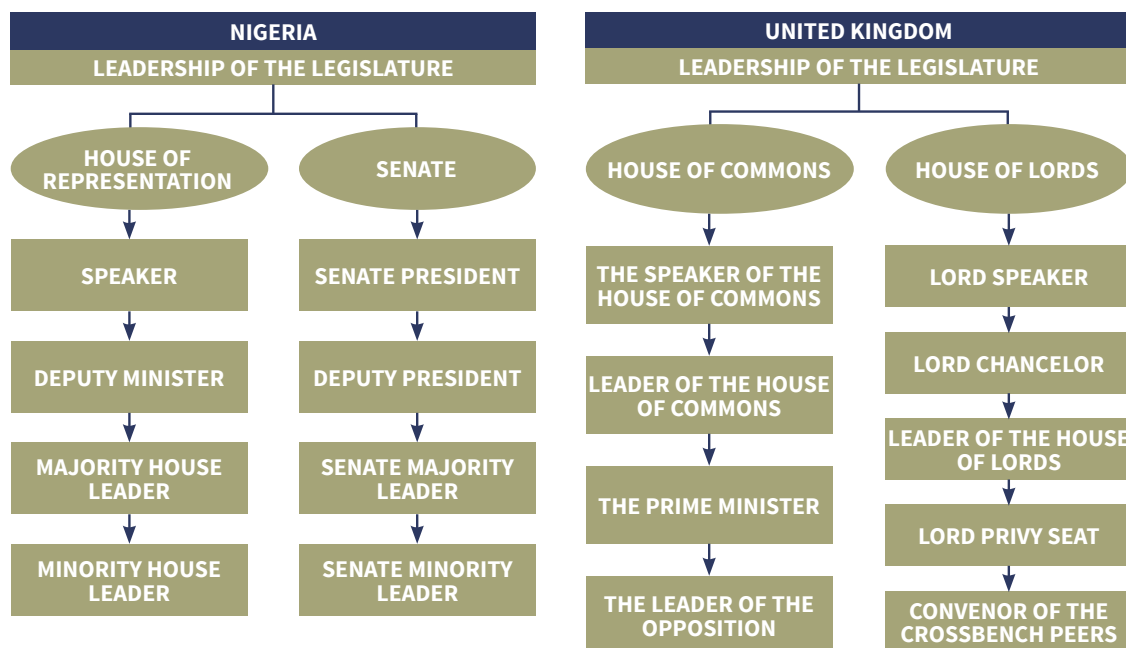 NIGERIA
LEADERSHIP OF THE LEGISLATURE
HOUSE OF
REPRESENTATION
SPEAKER
DEPUTY MINISTER
MAJORITY HOUSE
LEADER
MINORITY HOUSE
LEADER
SENATE
SENATE PRESIDENT
DEPUTY PRESIDENT
SENATE MAJORITY
LEADER
SENATE MINORITY
LEADER
UNITED KINGDOM
LEADERSHIP OF THE LEGISLATURE
HOUSE OF COMMONS
THE SPEAKER OF THE
HOUSE OF COMMONS
LEADER OF THE HOUSE
OF COMMONS
THE PRIME MINISTER
THE LEADER OF THE
OPPOSITION
HOUSE OF LORDS
LORD SPEAKER
LORD CHANCELOR
LEADER OF THE HOUSE
OF LORDS
LORD PRIVY SEAT
CONVENOR OF THE
CROSSBENCH PEERS